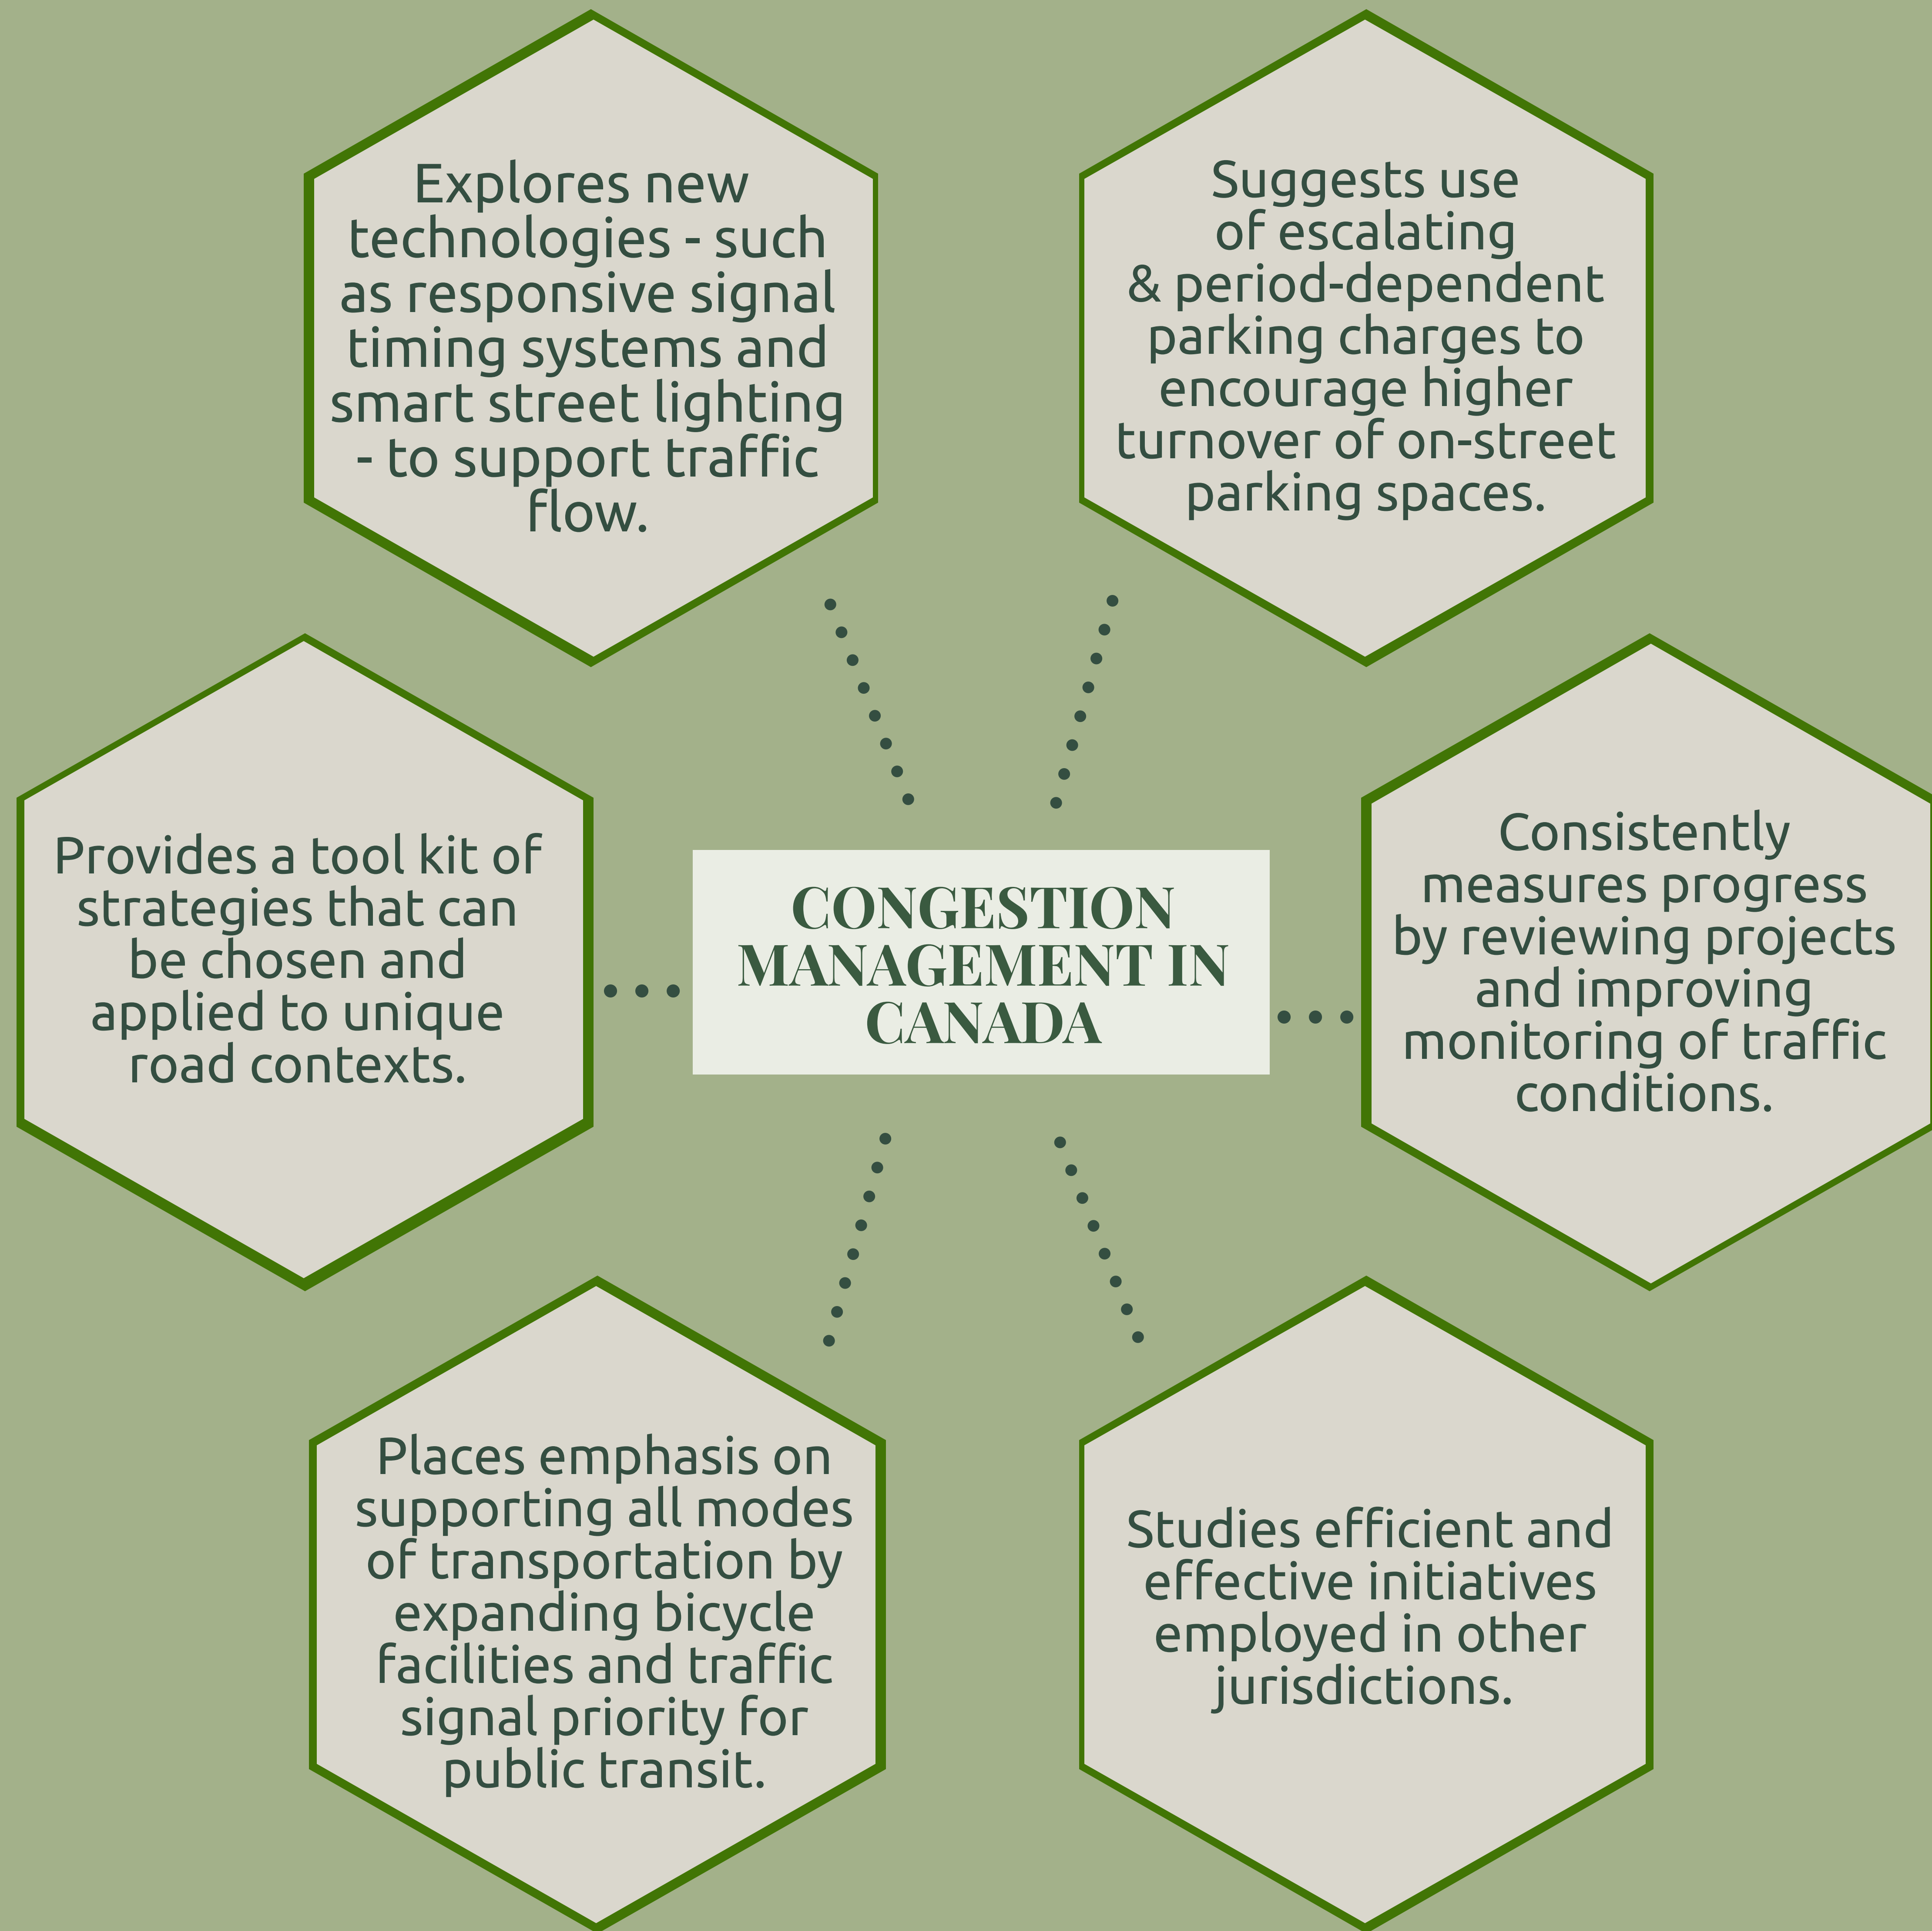 Explores new
technologies - such
as responsive signal
timing systems and
smart street lighting
- to support traffic
flow.
Suggests use
of escalating
& period-dependent
parking charges to
encourage higher
turnover of on-street
parking spaces.
Provides a tool kit of
strategies that can
be chosen and
applied to unique
road contexts.
CONGESTION
MANAGEMENT IN
CANADA
Consistently
measures progress
by reviewing projects
and improving
monitoring of traffic
conditions.
Places emphasis on
supporting all modes
of transportation by
expanding bicycle
facilities and traffic
signal priority for
public transit.
Studies efficient and
effective initiatives
employed in other
jurisdictions.